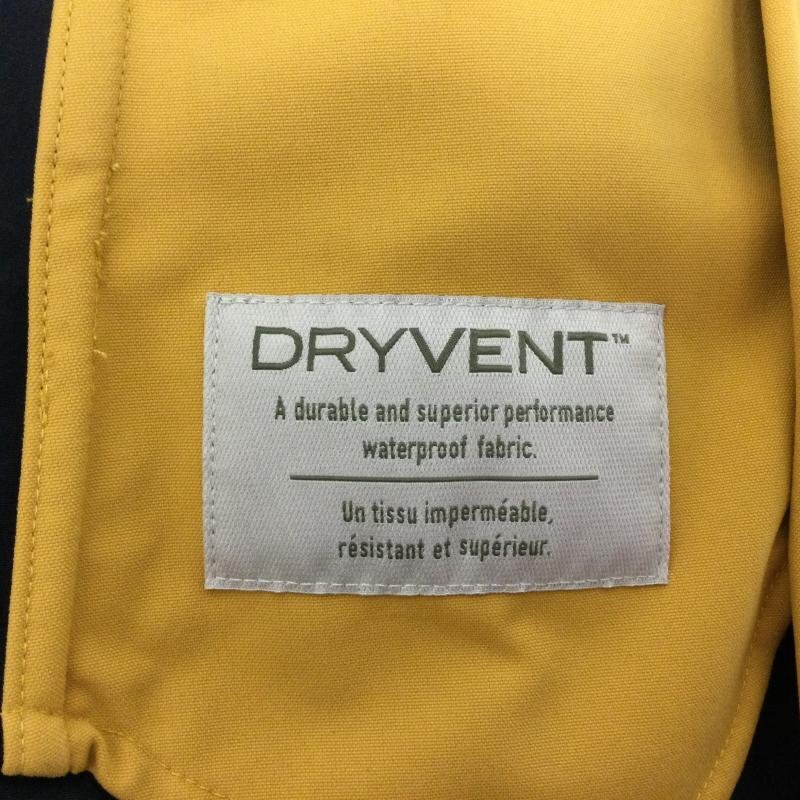 DRYVENT™
A durable and superior performance
waterproof fabric.
Un tissu imperméable,
résistant et supérieur.